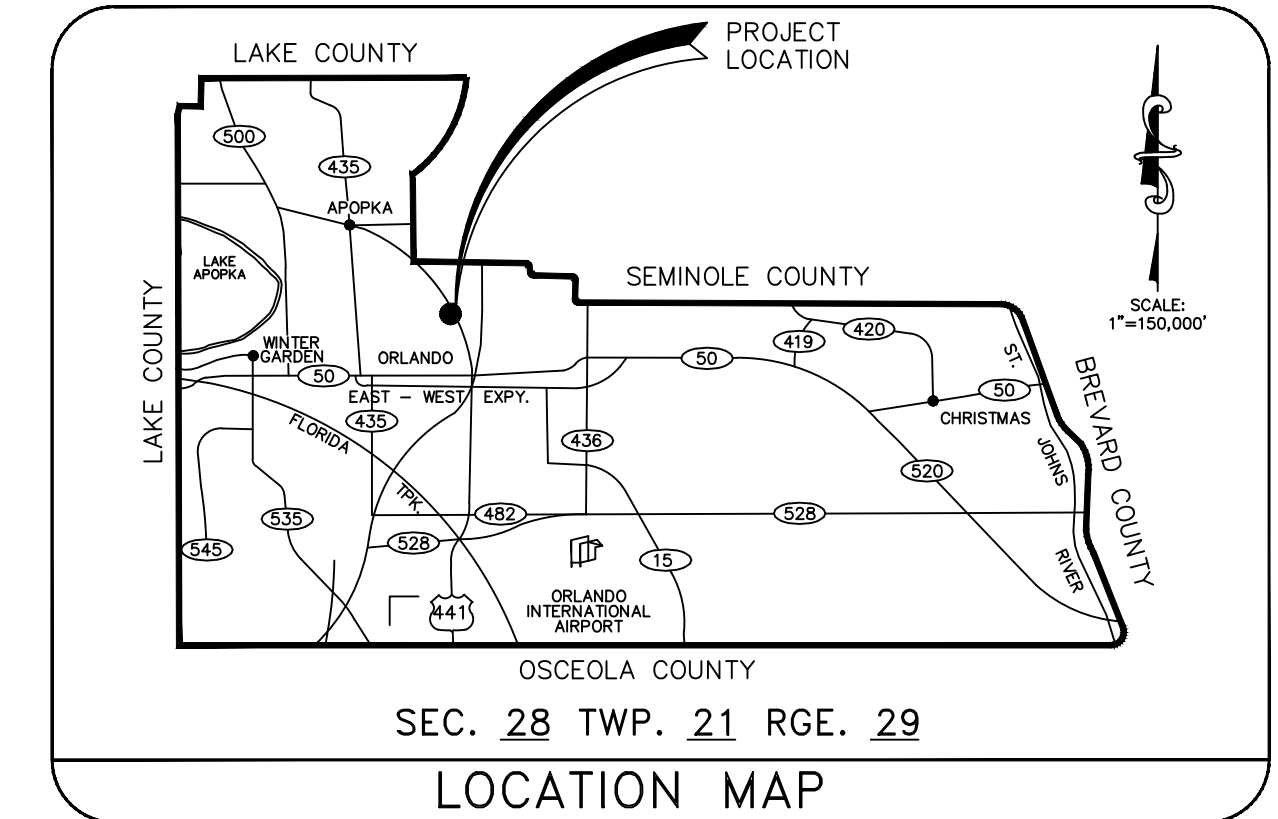 PROJECT
LOCATION
LAKE COUNTY
500
435
APOPKA
LAKE
APOPKA
SEMINOLE COUNTY
SCALE:
1"=150,000'
LAKE COUNTY
WINTER
GARDEN
ORLANDO
50
EAST - WEST EXPY.
435
FLORIDA
TPK.
436
50
419
420
50
CHRISTMAS
ST.
JOHNS
RIVER
BREVARD COUNTY
520
528
482
528
535
545
15
441
ORLANDO
INTERNATIONAL
AIRPORT
OSCEOLA COUNTY
SEC. 28 TWP. 21 RGE. 29
LOCATION MAP